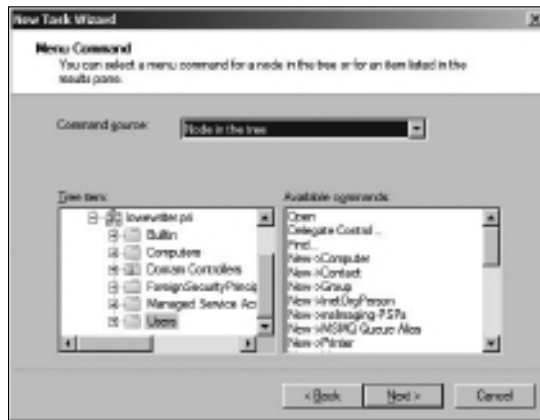 New Task Wizard
Menu Command
You can select a menu command for a node in the tree or for an item listed in the
results pane.
Command source:
Node in the tree
Tree item:
lowewriter.pri
Builtin
Computers
Domain Controllers
ForeignSecurityPrincip
Managed Service Ac
Users
Available commands:
Open
Delegate Control...
Find...
New->Computer
New->Contact
New->Group
New->InetOrgPerson
New->msImaging-PSPs
New->MSMQ Queue Alias
New->Printer
< Back
Next >
Cancel